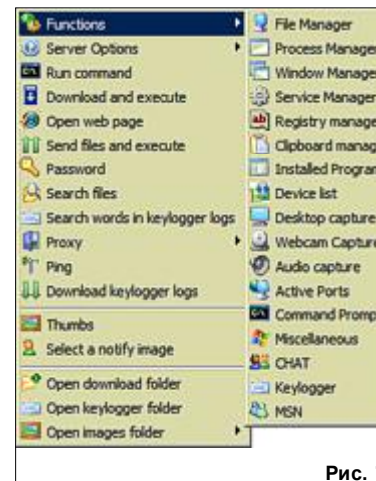 Functions
Server Options
Run command
Download and execute
Open web page
Send files and execute
Password
Search files
Search words in keylogger logs
Proxy
Ping
Download keylogger logs
Thumbs
Select a notify image
Open download folder
Open keylogger folder
Open images folder
File Manager
Process Manager
Window Manage
Service Manager
Registry manage
Clipboard manag
Installed Program
Device list
Desktop capture
Webcam Capture
Audio capture
Active Ports
Command Promp
Miscellaneous
CHAT
Keylogger
MSN
Рис.